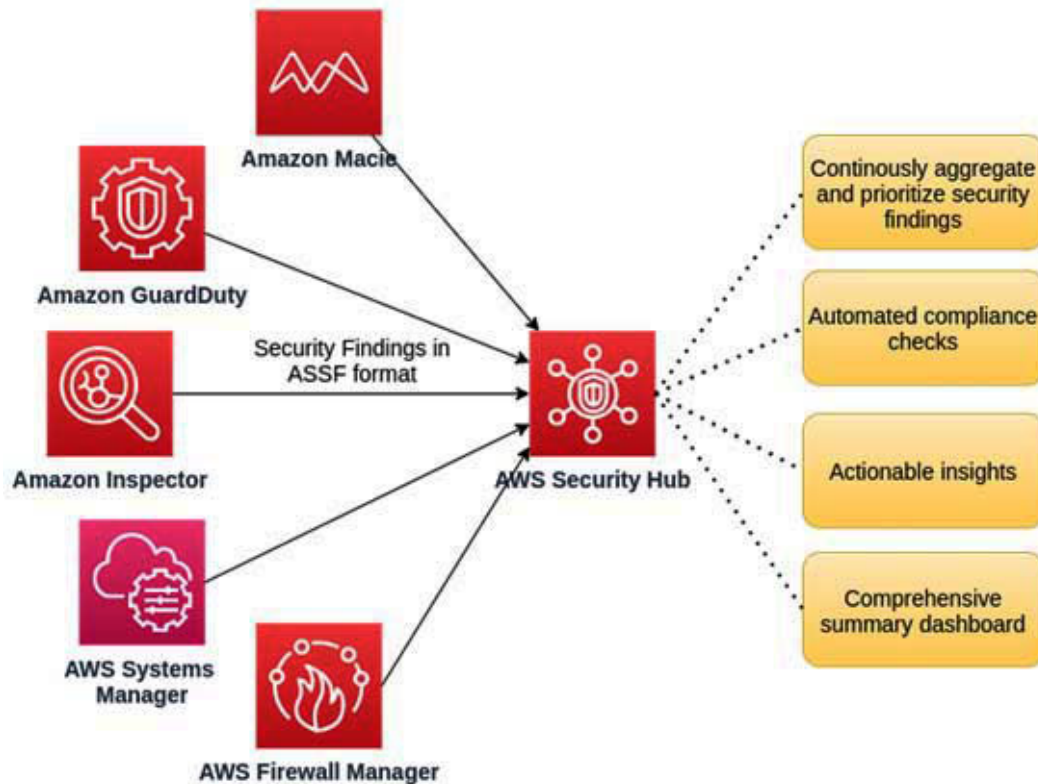 Amazon Macie
Amazon GuardDuty
Security Findings in
ASSF format
Amazon Inspector
AWS Security Hub
AWS Systems
Manager
AWS Firewall Manager
Continously aggregate
and prioritize security
findings
Automated compliance
checks
Actionable insights
Comprehensive
summary dashboard